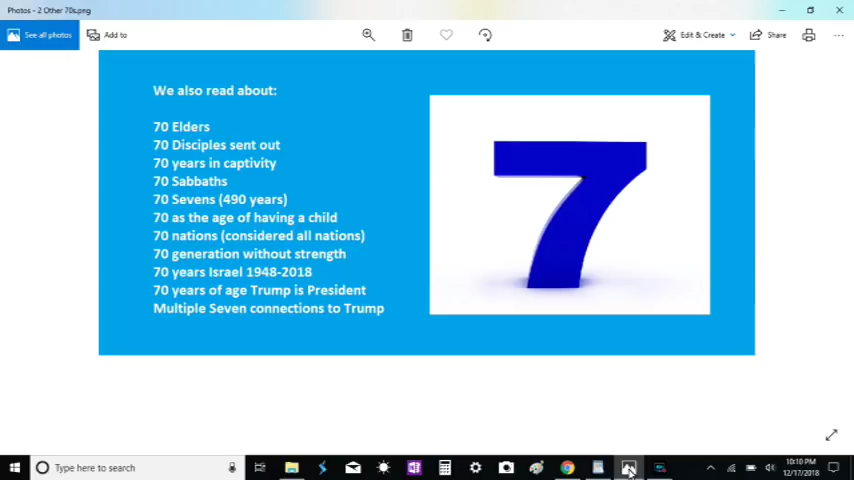 Photos - 2 Other 70s.png
See all photos
Add to
Edit & Create
Share
We also read about:
70 Elders
70 Disciples sent out
70 years in captivity
70 Sabbaths
70 Sevens (490 years)
70 as the age of having a child
70 nations (considered all nations)
70 generation without strength
70 years Israel 1948-2018
70 years of age Trump is President
Multiple Seven connections to Trump
7
Type here to search
10:10 PM
12/17/2018